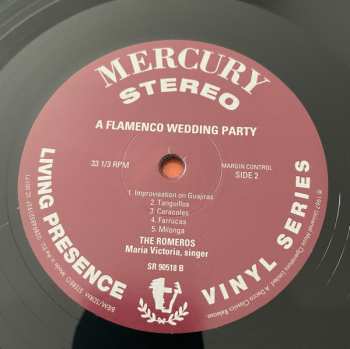 MERCURY
STEREO
A FLAMENCO WEDDING PARTY
33 1/3 RPM
MARGIN CONTROL
SIDE 2
1. Improvisation on Guajiras
2. Tanguillos
3. Caracoles
4. Farrucas
5. Milonga
THE ROMEROS
Maria Victoria, singer
SR 90518 B
LIVING PRESENCE
VINYL SERIES